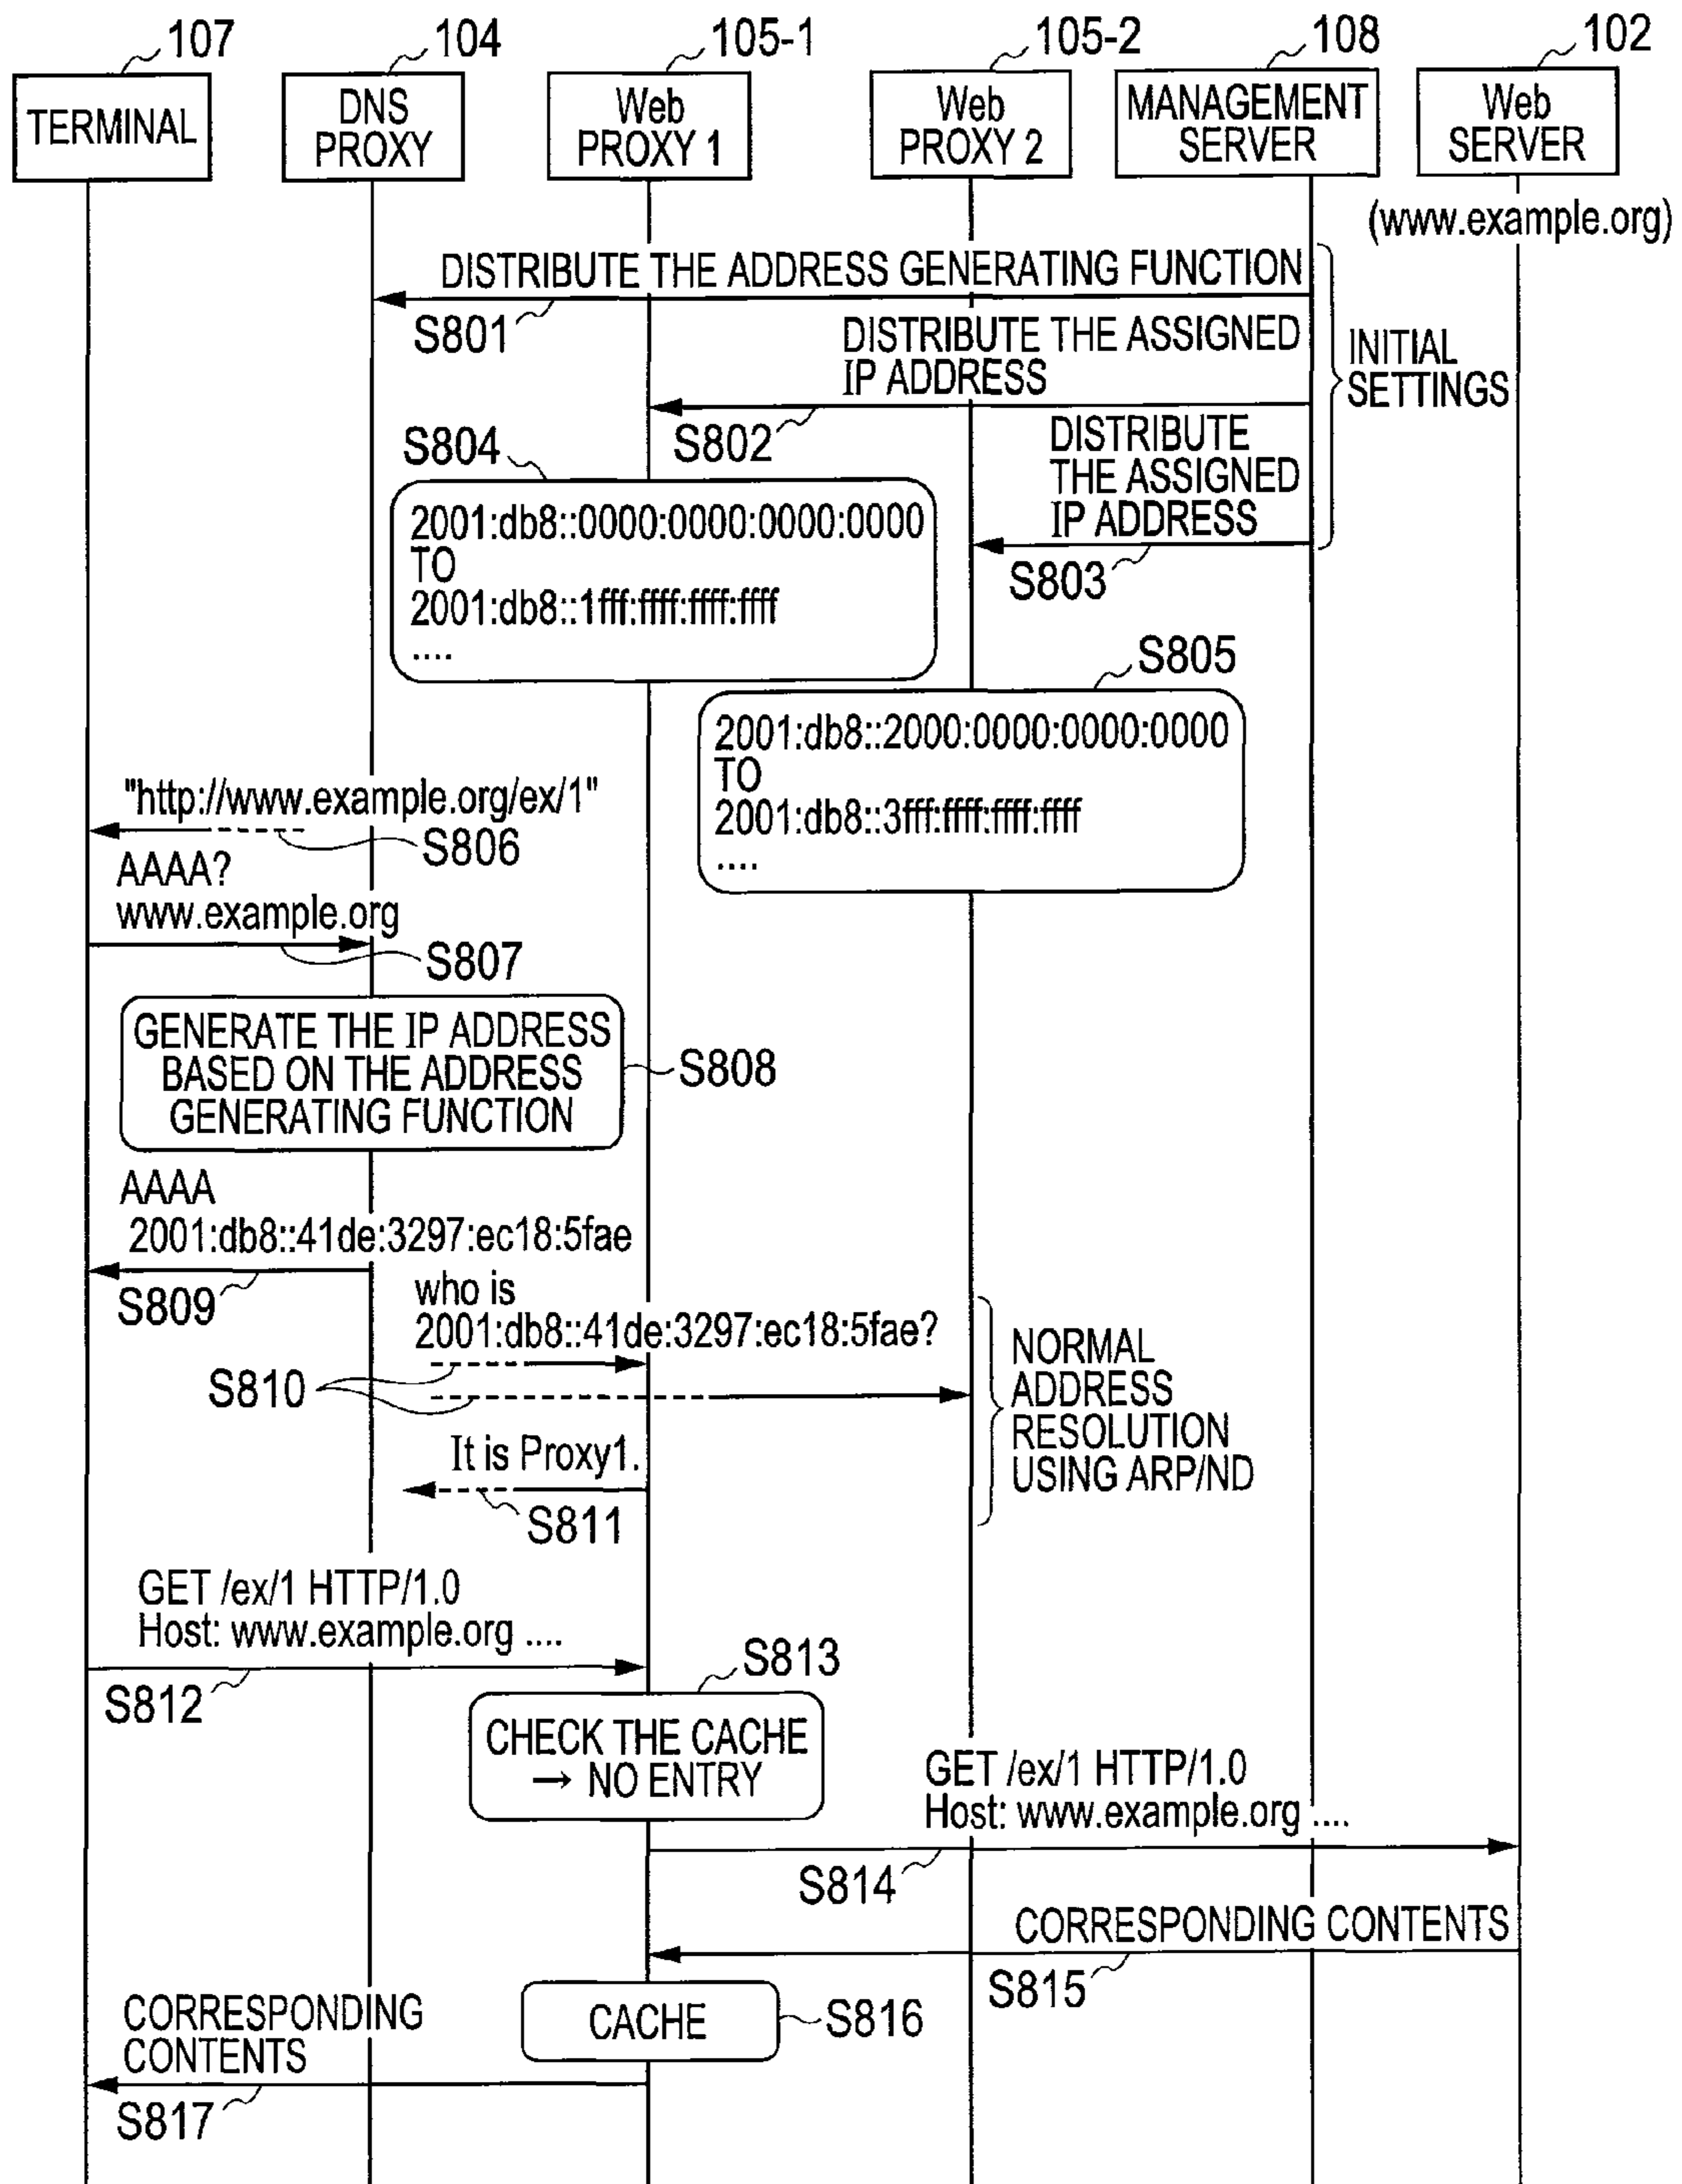 107
104
105-1
105-2
108
102
TERMINAL
DNS
PROXY
Web
PROXY 1
Web
PROXY 2
MANAGEMENT
SERVER
Web
SERVER
(www.example.org)
DISTRIBUTE THE ADDRESS GENERATING FUNCTION
S801
DISTRIBUTE THE ASSIGNED
IP ADDRESS
INITIAL
SETTINGS
S802
S804
DISTRIBUTE
THE ASSIGNED
IP ADDRESS
S803
2001:db8::0000:0000:0000:0000
TO
2001:db8::1fff:ffff:ffff:ffff
....
S805
2001:db8::2000:0000:0000:0000
TO
2001:db8::3fff:ffff:ffff:ffff
....
"http://www.example.org/ex/1"
S806
AAAA?
www.example.org
S807
GENERATE THE IP ADDRESS
BASED ON THE ADDRESS
GENERATING FUNCTION
S808
AAAA
2001:db8::41de:3297:ec18:5fae
S809
who is
2001:db8::41de:3297:ec18:5fae?
S810
NORMAL
ADDRESS
RESOLUTION
USING ARP/ND
It is Proxy1.
S811
GET /ex/1 HTTP/1.0
Host: www.example.org ....
S812
S813
CHECK THE CACHE
→ NO ENTRY
GET /ex/1 HTTP/1.0
Host: www.example.org ....
S814
CORRESPONDING CONTENTS
S815
CACHE
S816
CORRESPONDING
CONTENTS
S817